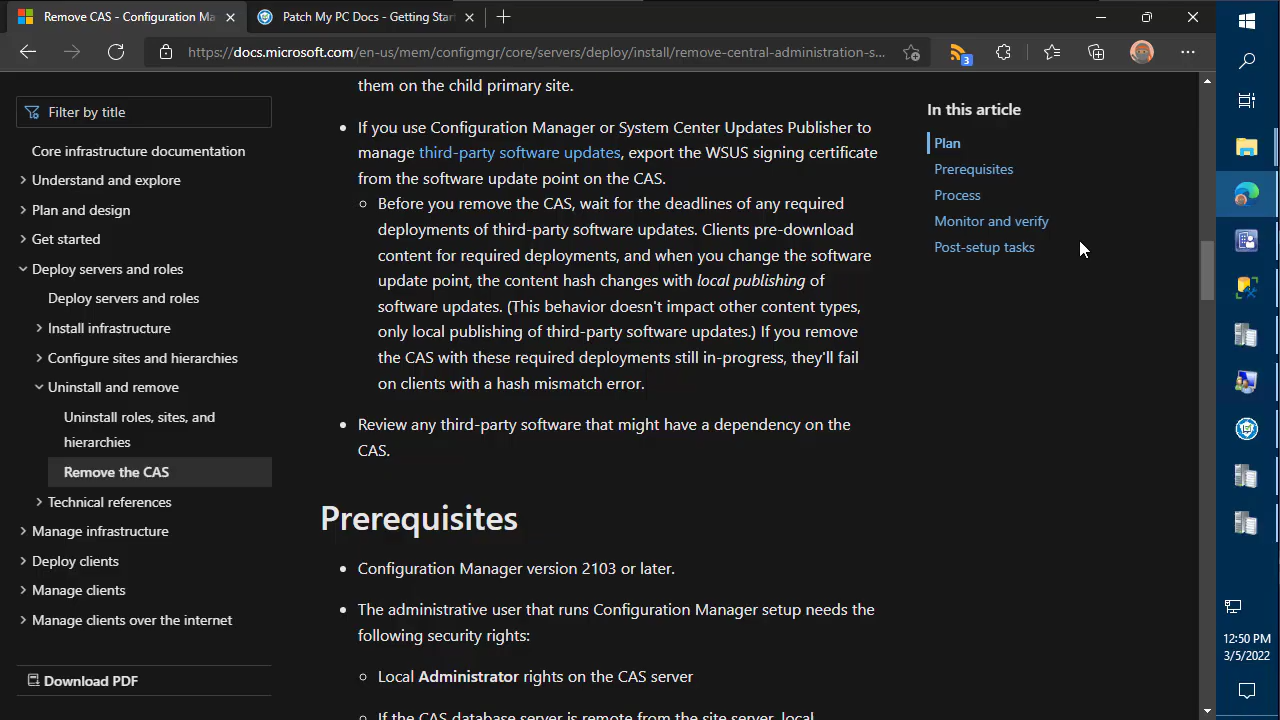 Remove CAS - Configuration Ma
Patch My PC Docs - Getting Star
https://docs.microsoft.com/en-us/mem/configmgr/core/servers/deploy/install/remove-central-administration-s...
3
Filter by title
Core infrastructure documentation
Understand and explore
Plan and design
Get started
Deploy servers and roles
Deploy servers and roles
Install infrastructure
Configure sites and hierarchies
Uninstall and remove
Uninstall roles, sites, and
hierarchies
Remove the CAS
Technical references
Manage infrastructure
Deploy clients
Manage clients
Manage clients over the internet
Download PDF
them on the child primary site.
If you use Configuration Manager or System Center Updates Publisher to
manage third-party software updates, export the WSUS signing certificate
from the software update point on the CAS.
Before you remove the CAS, wait for the deadlines of any required
deployments of third-party software updates. Clients pre-download
content for required deployments, and when you change the software
update point, the content hash changes with local publishing of
software updates. (This behavior doesn't impact other content types,
only local publishing of third-party software updates.) If you remove
the CAS with these required deployments still in-progress, they'll fail
on clients with a hash mismatch error.
Review any third-party software that might have a dependency on the
CAS.
Prerequisites
Configuration Manager version 2103 or later.
The administrative user that runs Configuration Manager setup needs the
following security rights:
Local Administrator rights on the CAS server
If the CAS database server is remote from the site server, local
In this article
Plan
Prerequisites
Process
Monitor and verify
Post-setup tasks
12:50 PM
3/5/2022